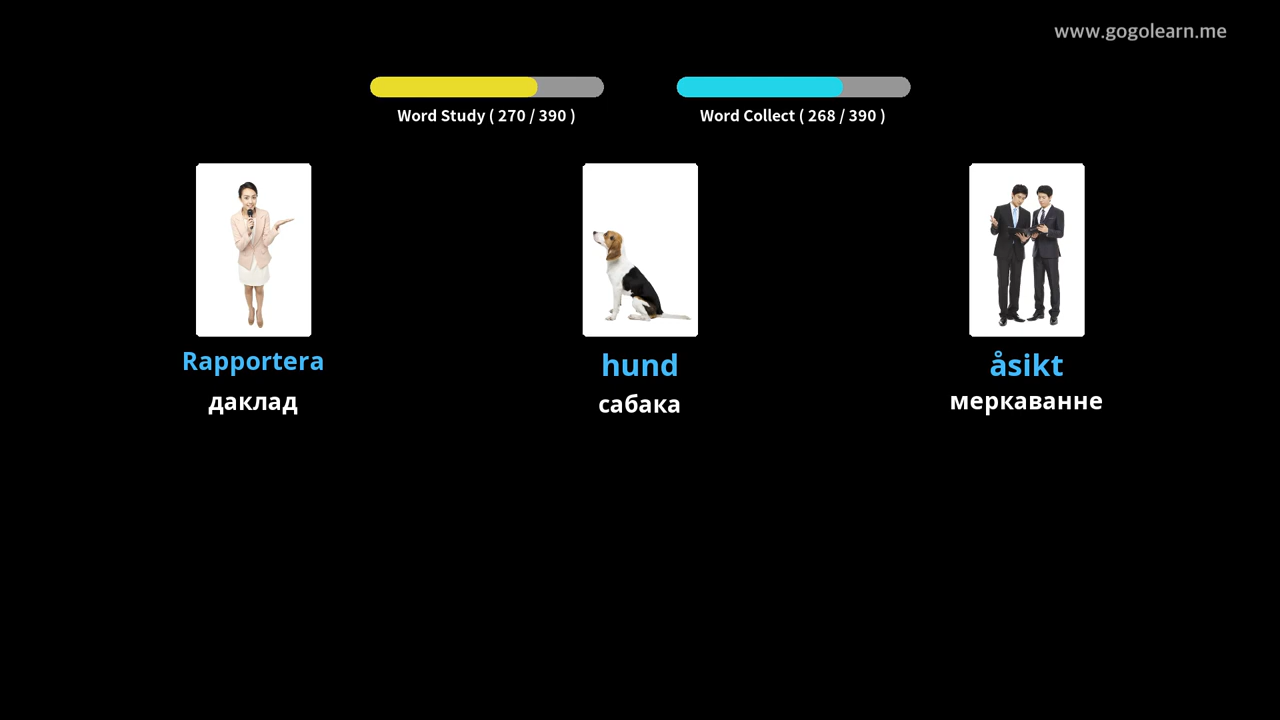 www.gogolearn.me
Word Study ( 270 / 390 )
Word Collect ( 268 / 390 )
Rapportera
hund
åsikt
даклад
сабака
меркаванне